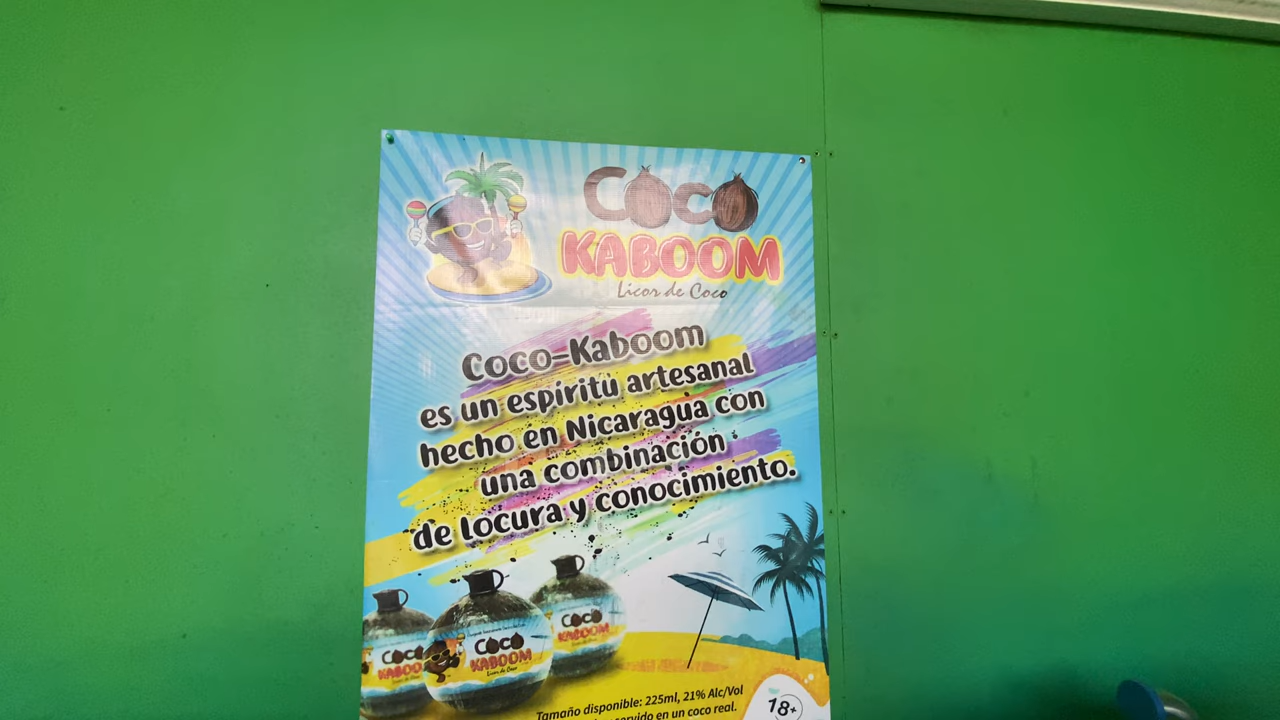 COCO
KABOOM
Licor de Coco
Coco-Kaboom
es un espíritu artesanal
hecho en Nicaragua con
una combinación
de locura y conocimiento.
COCO
KABOOM
Licor de Coco
COCO
KABOOM
Tamaño disponible: 225ml, 21% Alc/Vol
servido en un coco real.
18+